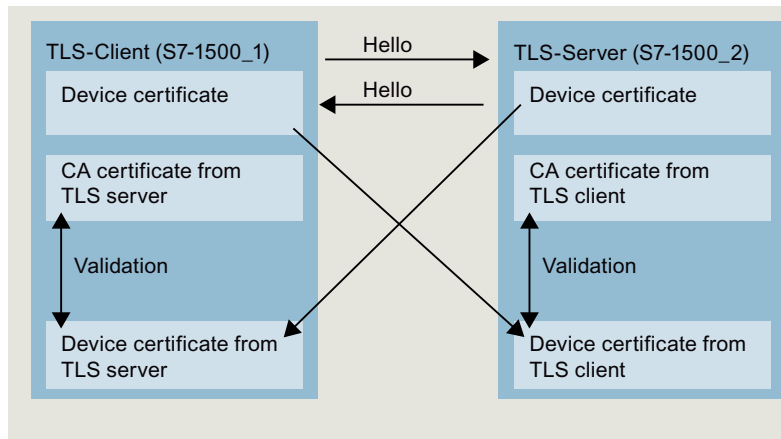 TLS-Client (S7-1500_1)
Device certificate
CA certificate from
TLS server
Validation
Device certificate from
TLS server
Hello
Hello
TLS-Server (S7-1500_2)
Device certificate
CA certificate from
TLS client
Validation
Device certificate from
TLS client